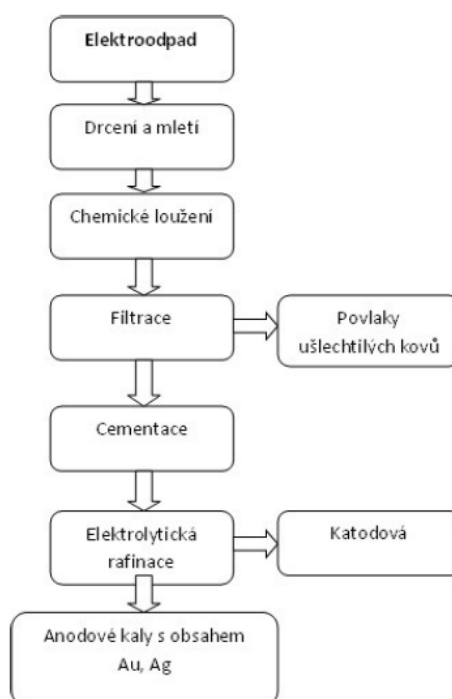 Elektroodpad
Drcení a mletí
Chemické loužení
Filtrace
Povlaky
ušlechtilých kovů
Cementace
Elektrolytická
rafinace
Katodová
Anodové kaly s obsahem
Au, Ag